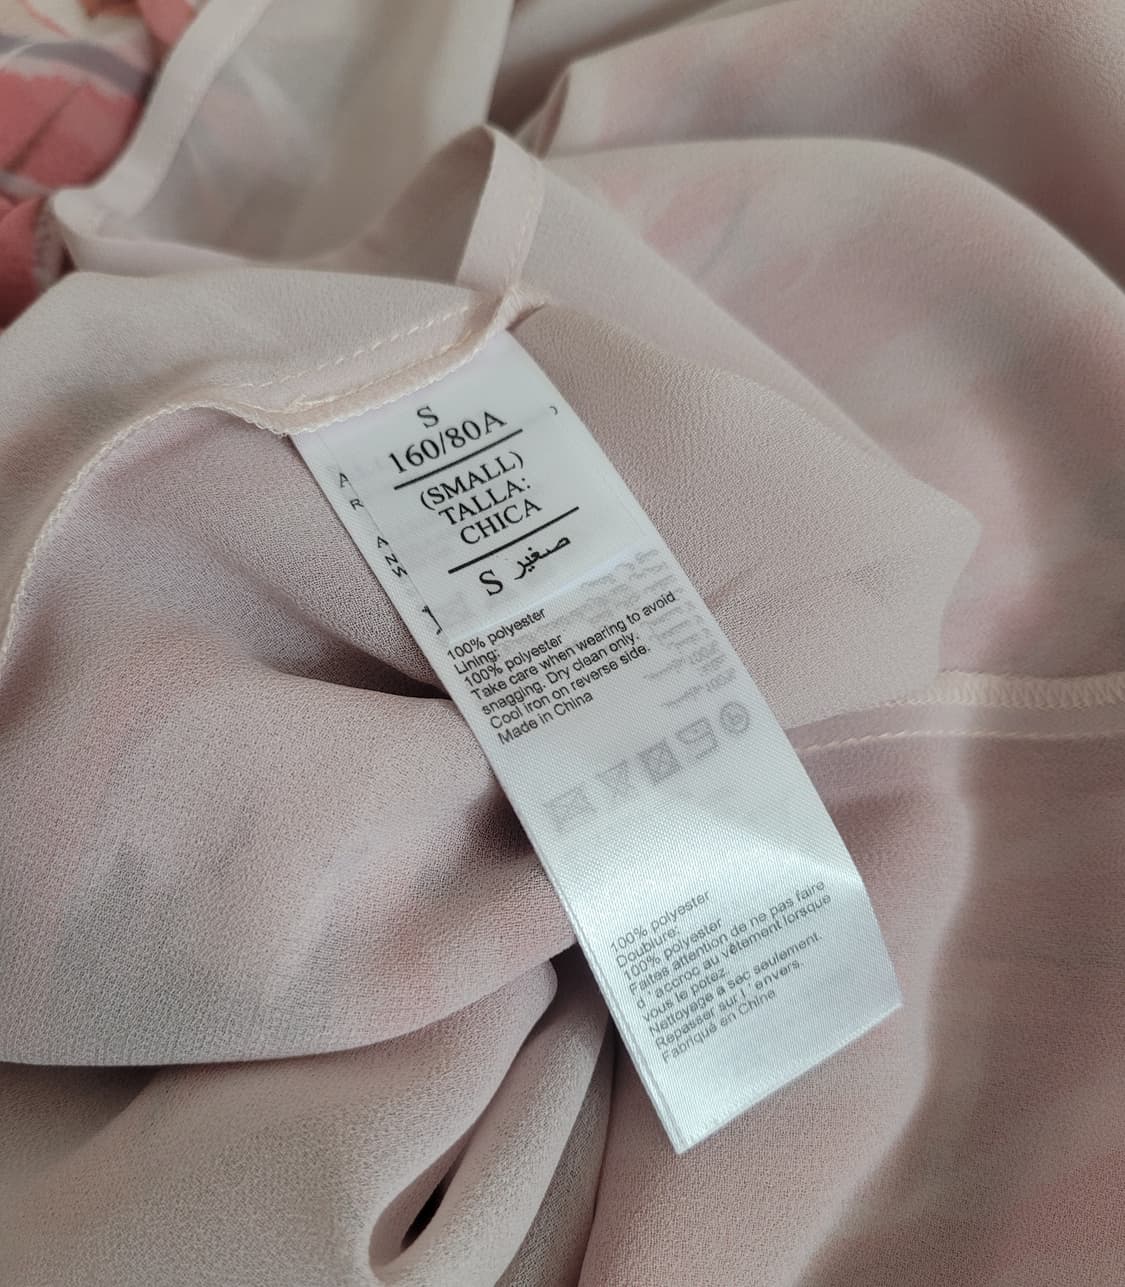 S
160/80A
(SMALL)
TALLA:
CHICA
S صغير
100% polyester
Lining:
100% polyester
Take care when wearing to avoid
snagging. Dry clean only.
Cool iron on reverse side.
Made in China
100% polyester
Doublure:
100% polyester
Faites attention de ne pas faire
d'accroc au vêtement lorsque
vous le potez.
Nettoyage à sec seulement.
Repasser sur l'envers.
Fabriqué en Chine